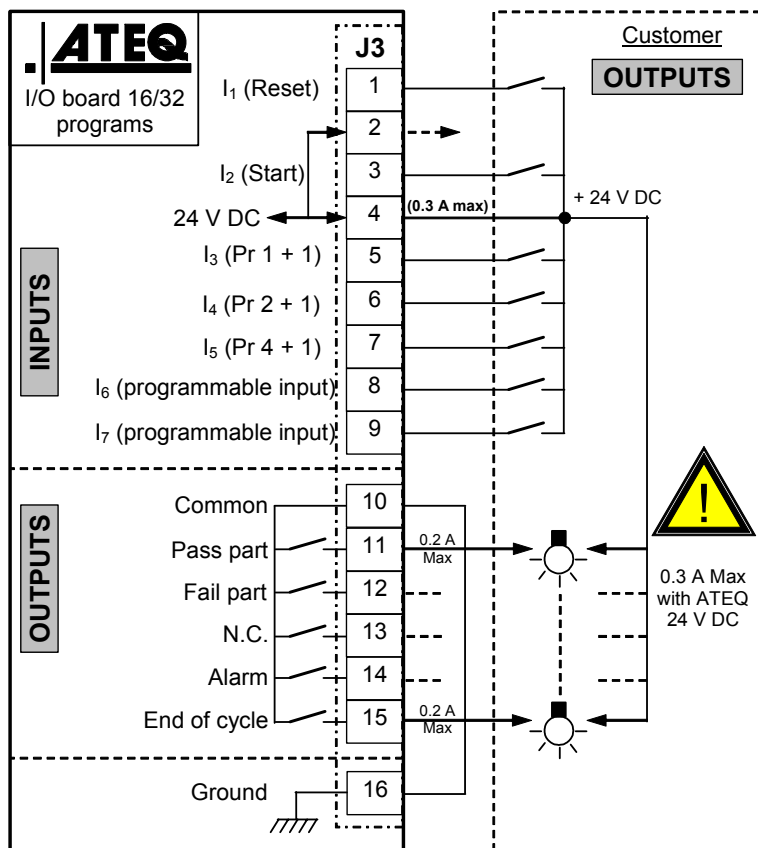 ATEQ
I/O board 16/32
programs
J3
Customer
OUTPUTS
INPUTS
I₁ (Reset)
1
2
I₂ (Start)
3
24 V DC
4
(0.3 A max)
+ 24 V DC
I₃ (Pr 1 + 1)
5
I₄ (Pr 2 + 1)
6
I₅ (Pr 4 + 1)
7
I₆ (programmable input)
8
I₇ (programmable input)
9
OUTPUTS
Common
10
Pass part
11
0.2 A
Max
Fail part
12
N.C.
13
Alarm
14
End of cycle
15
0.2 A
Max
!
0.3 A Max
with ATEQ
24 V DC
Ground
16